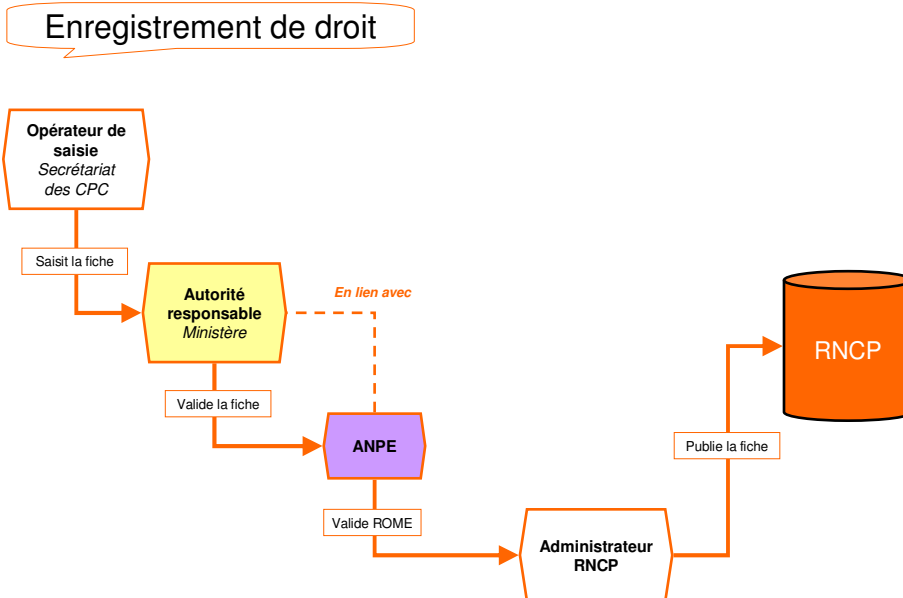 Enregistrement de droit
Opérateur de
saisie
Secrétariat
des CPC
Saisit la fiche
Autorité
responsable
Ministère
En lien avec
RNCP
Valide la fiche
ANPE
Publie la fiche
Valide ROME
Administrateur
RNCP